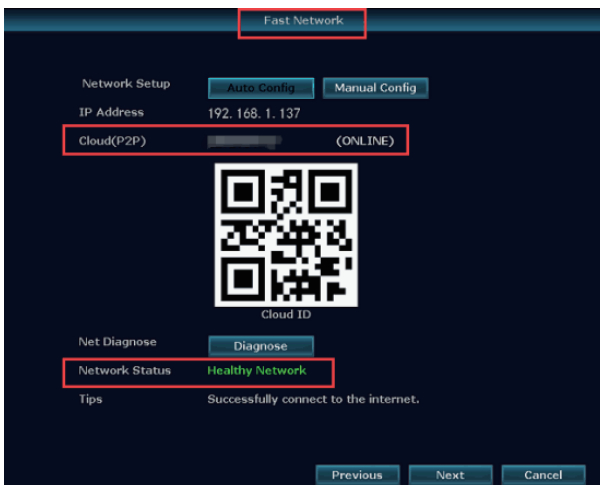 Fast Network
Network Setup Auto Config Manual Config
IP Address 192.168.1.137
Cloud(P2P) (ONLINE)
Cloud ID
Net Diagnose Diagnose
Network Status Healthy Network
Tips Successfully connect to the internet.
Previous Next Cancel